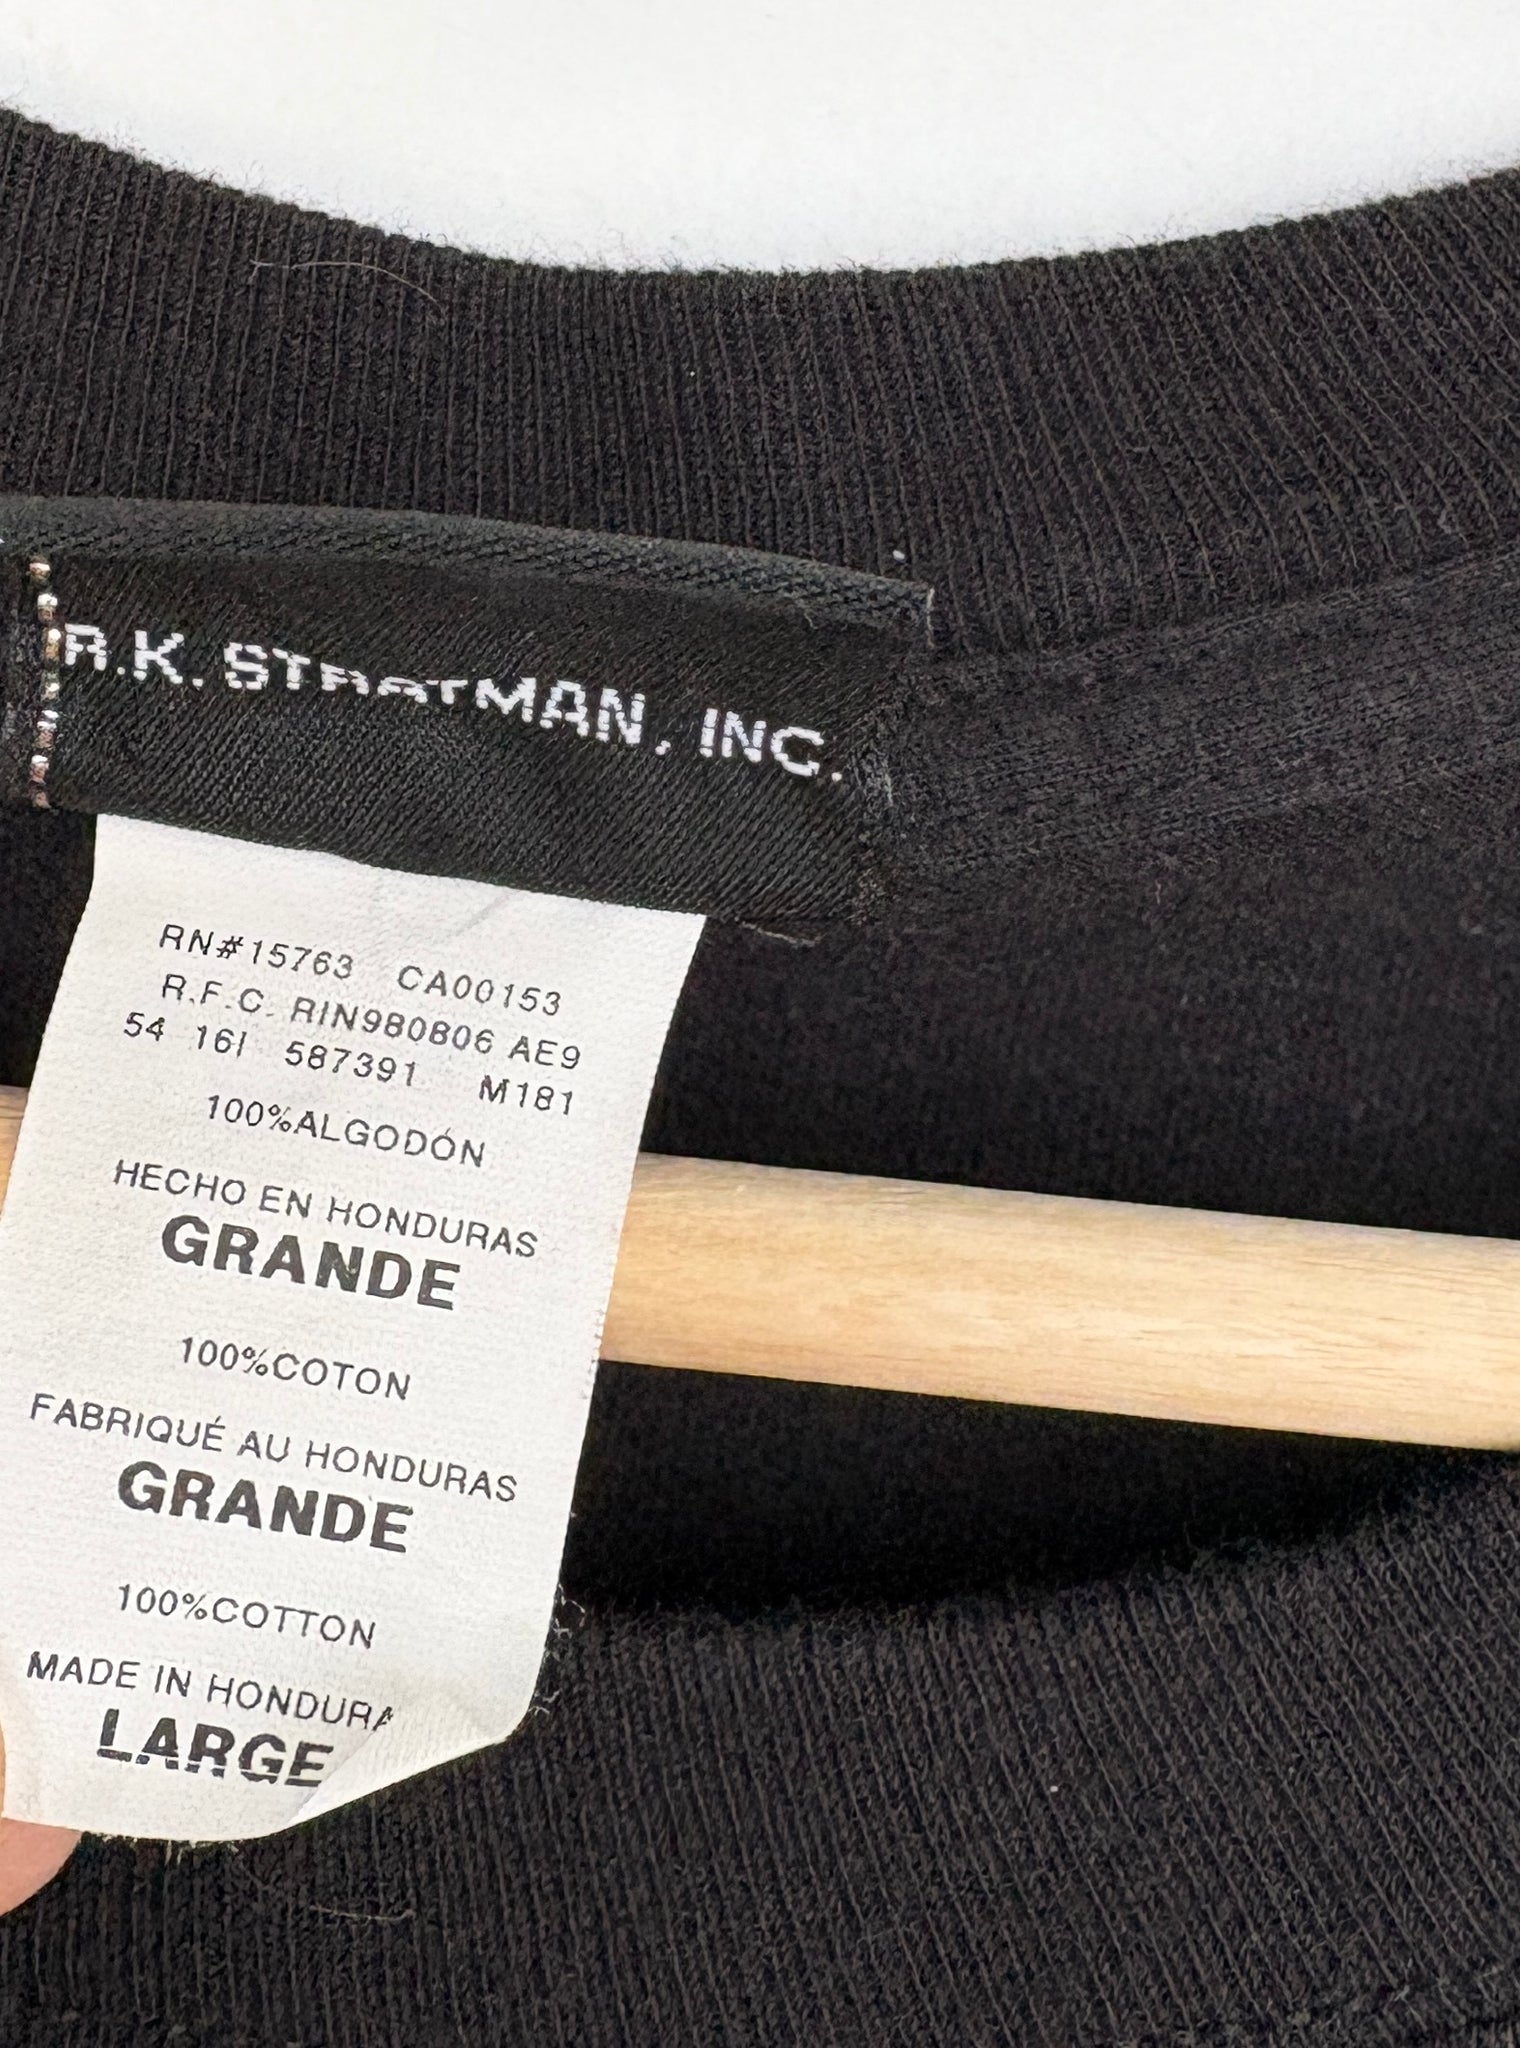 R.K. STRATMAN, INC.
RN#15763 CA00153
R.F.C. RIN980806 AE9
54 16I 587391 M181
100%ALGODÓN
HECHO EN HONDURAS
GRANDE
100%COTON
FABRIQUÉ AU HONDURAS
GRANDE
100%COTTON
MADE IN HONDURA
LARGE